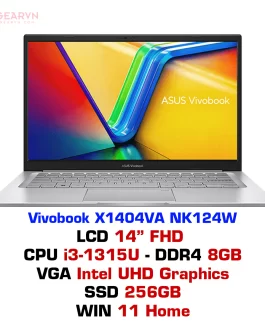 GEARVN
ASUS Vivobook
Vivobook X1404VA NK124W
LCD 14” FHD
CPU i3-1315U - DDR4 8GB
VGA Intel UHD Graphics
SSD 256GB
WIN 11 Home